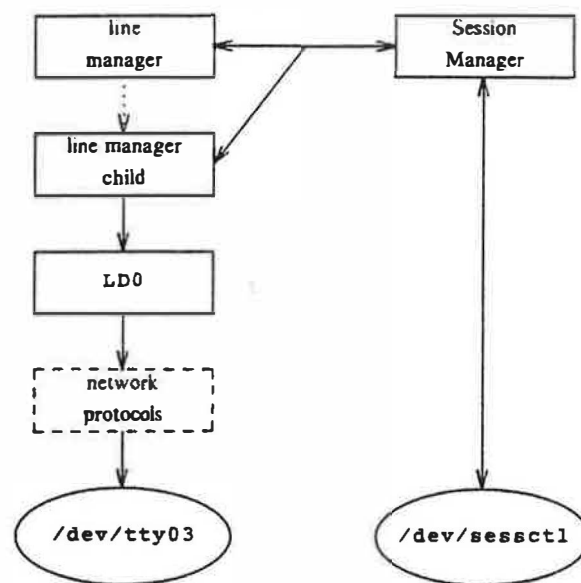 line
manager
Session
Manager
line manager
child
LD0
network
protocols
/dev/tty03
/dev/sessctl